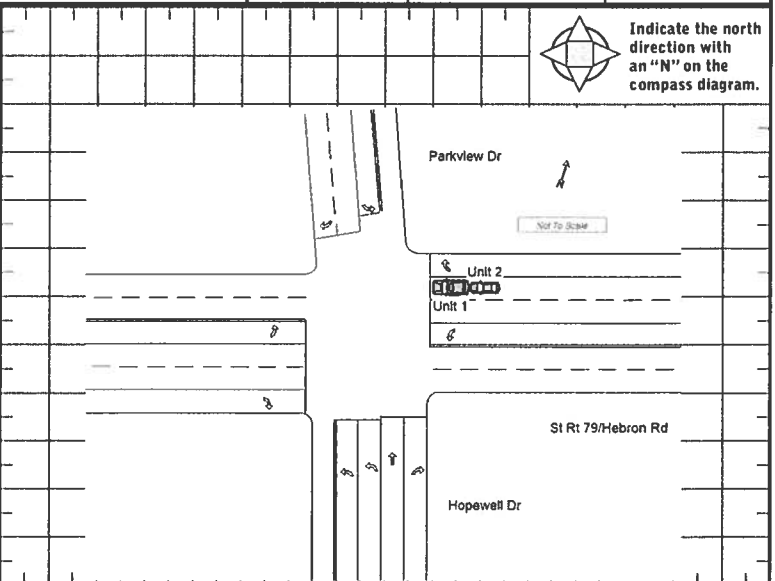 Indicate the north
direction with
an “N” on the
compass diagram.
Parkview Dr
N
Not To Scale
Unit 2
Unit 1
St Rt 79/Hebron Rd
Hopewell Dr